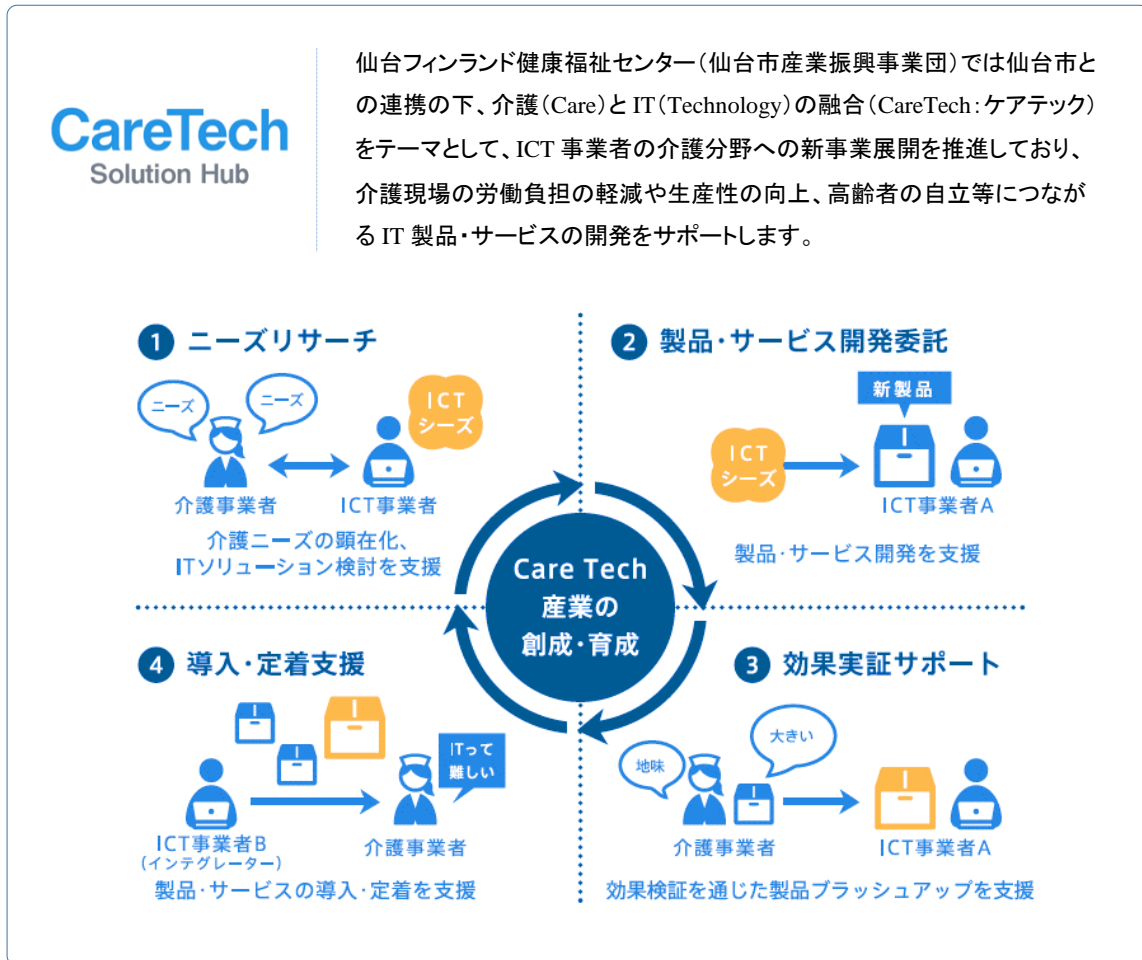 CareTech
Solution Hub
仙台フィンランド健康福祉センター（仙台市産業振興事業団）では仙台市と
の連携の下、介護（Care）と IT（Technology）の融合（CareTech：ケアテック）
をテーマとして、ICT 事業者の介護分野への新事業展開を推進しており、
介護現場の労働負担の軽減や生産性の向上、高齢者の自立等につなが
る IT 製品・サービスの開発をサポートします。
1 ニーズリサーチ
ニーズ
ニーズ
ICT
シーズ
介護事業者
ICT事業者
介護ニーズの顕在化、
ITソリューション検討を支援
2 製品・サービス開発委託
新製品
ICT
シーズ
ICT事業者A
製品・サービス開発を支援
Care Tech
産業の
創成・育成
4 導入・定着支援
ITって
難しい
ICT事業者B
（インテグレーター）
介護事業者
製品・サービスの導入・定着を支援
3 効果実証サポート
地味
大きい
介護事業者
ICT事業者A
効果検証を通じた製品ブラッシュアップを支援